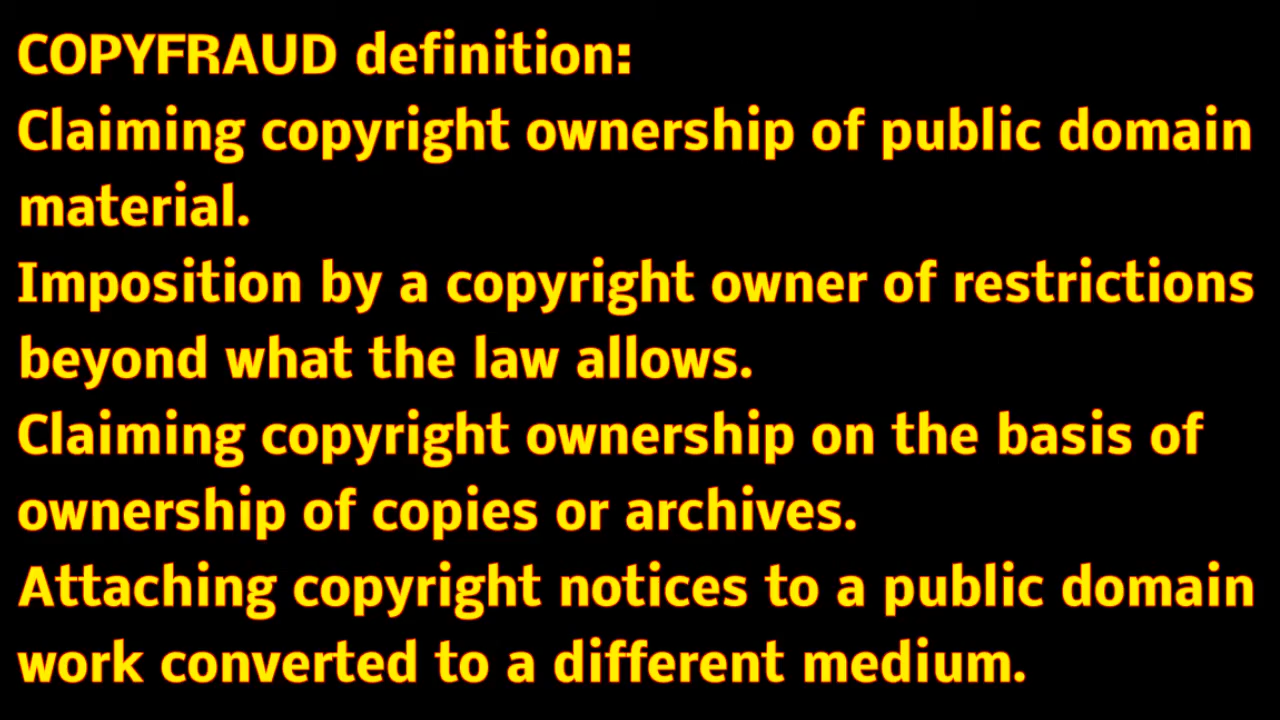 COPYFRAUD definition:
Claiming copyright ownership of public domain
material.
Imposition by a copyright owner of restrictions
beyond what the law allows.
Claiming copyright ownership on the basis of
ownership of copies or archives.
Attaching copyright notices to a public domain
work converted to a different medium.